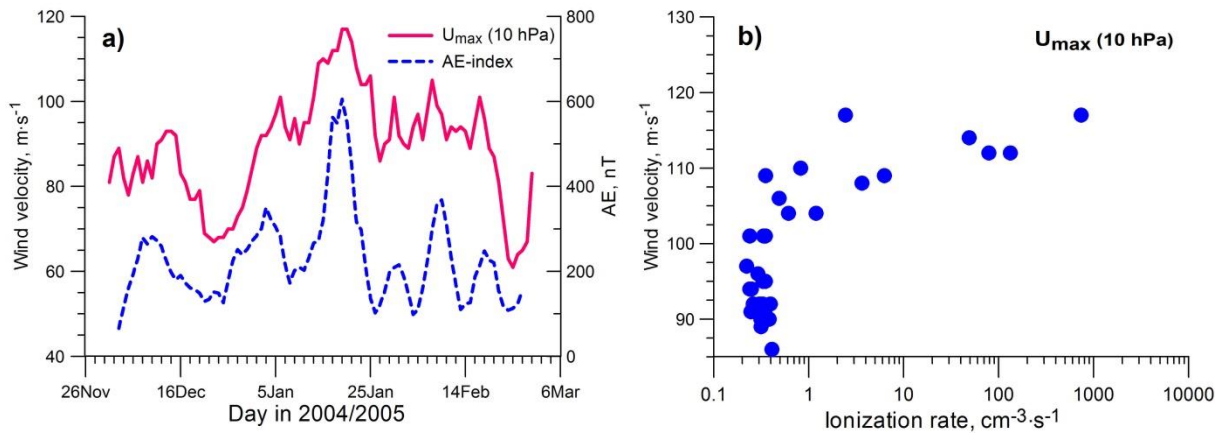 a)
U_max (10 hPa)
AE-index
Wind velocity, m·s⁻¹
120
100
80
60
40
AE, nT
800
600
400
200
0
26Nov 16Dec 5Jan 25Jan 14Feb 6Mar
Day in 2004/2005
b)
U_max (10 hPa)
Wind velocity, m·s⁻¹
130
120
110
100
90
0.1 1 10 100 1000 10000
Ionization rate, cm⁻³·s⁻¹